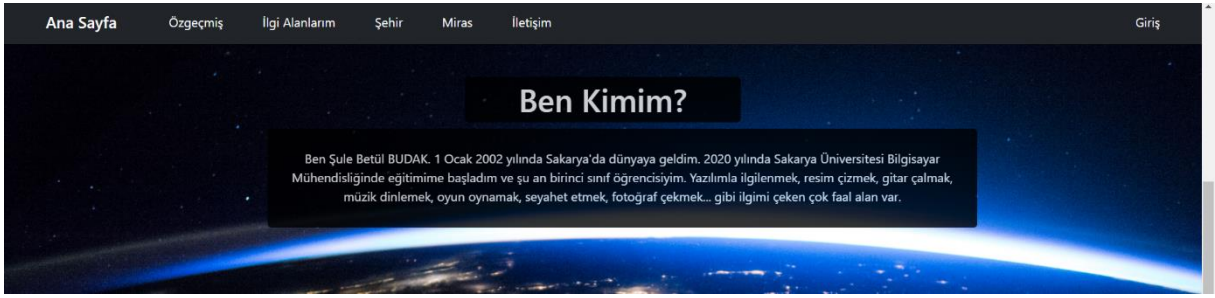 Ana Sayfa Özgeçmiş İlgi Alanlarım Şehir Miras İletişim Giriş
Ben Kimim?
Ben Şule Betül BUDAK. 1 Ocak 2002 yılında Sakarya'da dünyaya geldim. 2020 yılında Sakarya Üniversitesi Bilgisayar
Mühendisliğinde eğitimime başladım ve şu an birinci sınıf öğrencisiyim. Yazılımla ilgilenmek, resim çizmek, gitar çalmak,
müzik dinlemek, oyun oynamak, seyahet etmek, fotoğraf çekmek... gibi ilgimi çeken çok faal alan var.